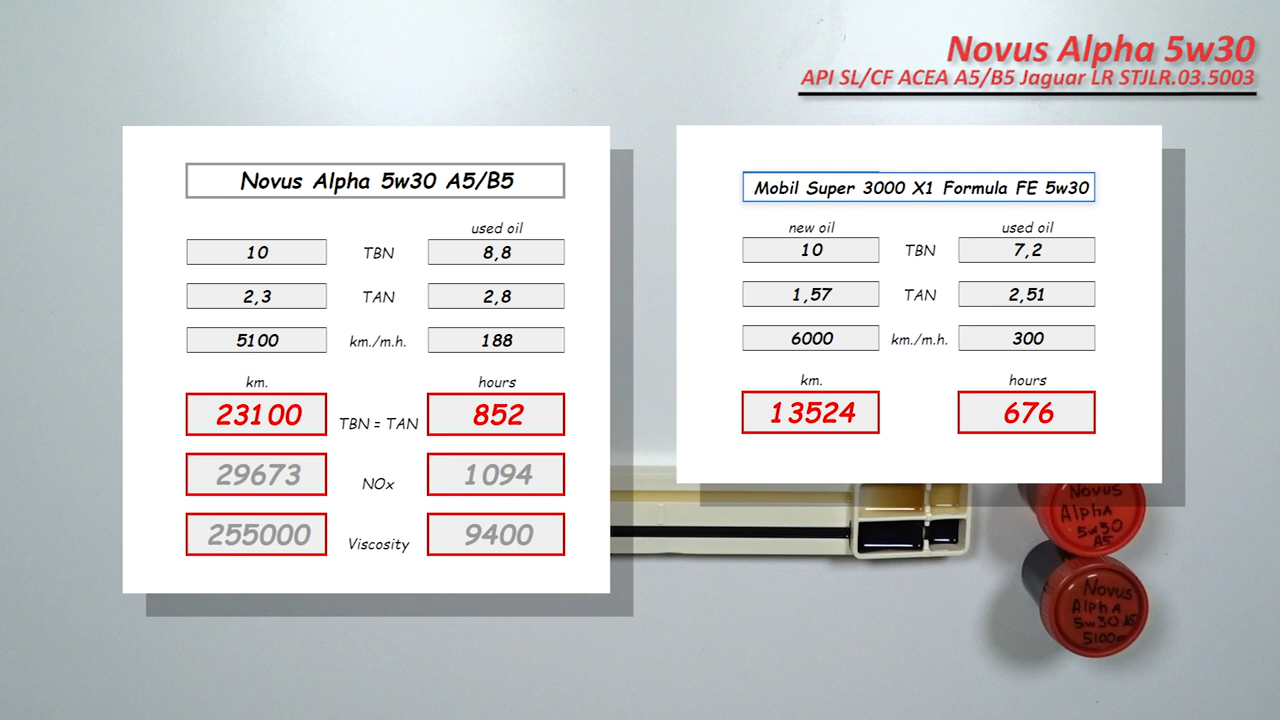 Novus Alpha 5w30
API SL/CF ACEA A5/B5 Jaguar LR STJLR.03.5003
Novus Alpha 5w30 A5/B5
used oil
10 TBN 8,8
2,3 TAN 2,8
5100 km./m.h. 188
km. hours
23100 TBN = TAN 852
29673 NOx 1094
255000 Viscosity 9400
Mobil Super 3000 X1 Formula FE 5w30
new oil used oil
10 TBN 7,2
1,57 TAN 2,51
6000 km./m.h. 300
km. hours
13524 676
Novus
Alpha
5w30
A5
Novus
Alpha
5w30 A5
5100